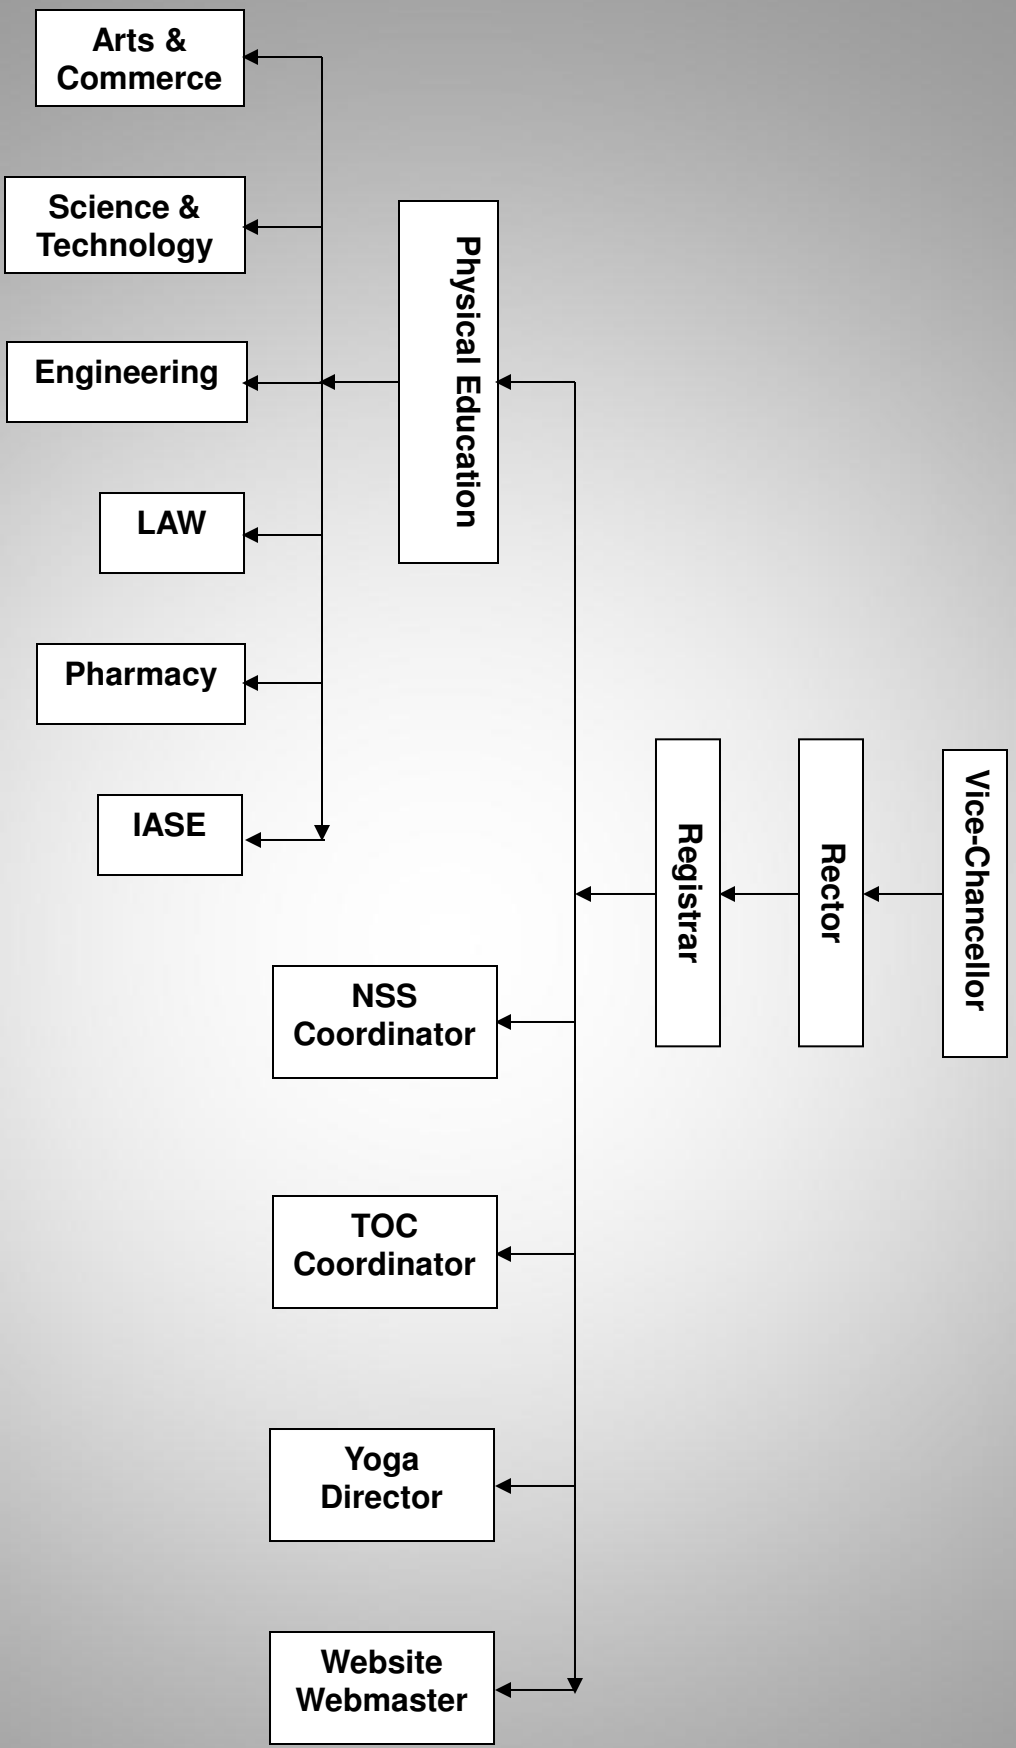 Arts &
Commerce
Science &
Technology
Engineering
LAW
Pharmacy
IASE
Physical Education
NSS
Coordinator
TOC
Coordinator
Yoga
Director
Website
Webmaster
Registrar
Rector
Vice-Chancellor